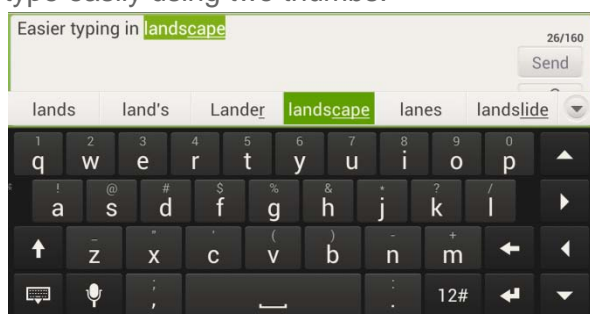 type easily using two thumbs.
Easier typing in landscape
26/160
Send
lands land's Lander landscape lanes landslide
1 2 3 4 5 6 7 8 9 0
q w e r t y u i o p
! @ # $ % & * ? /
a s d f g h j k l
_ " ' ( ) - +
z x c v b n m
; :
, . 12#